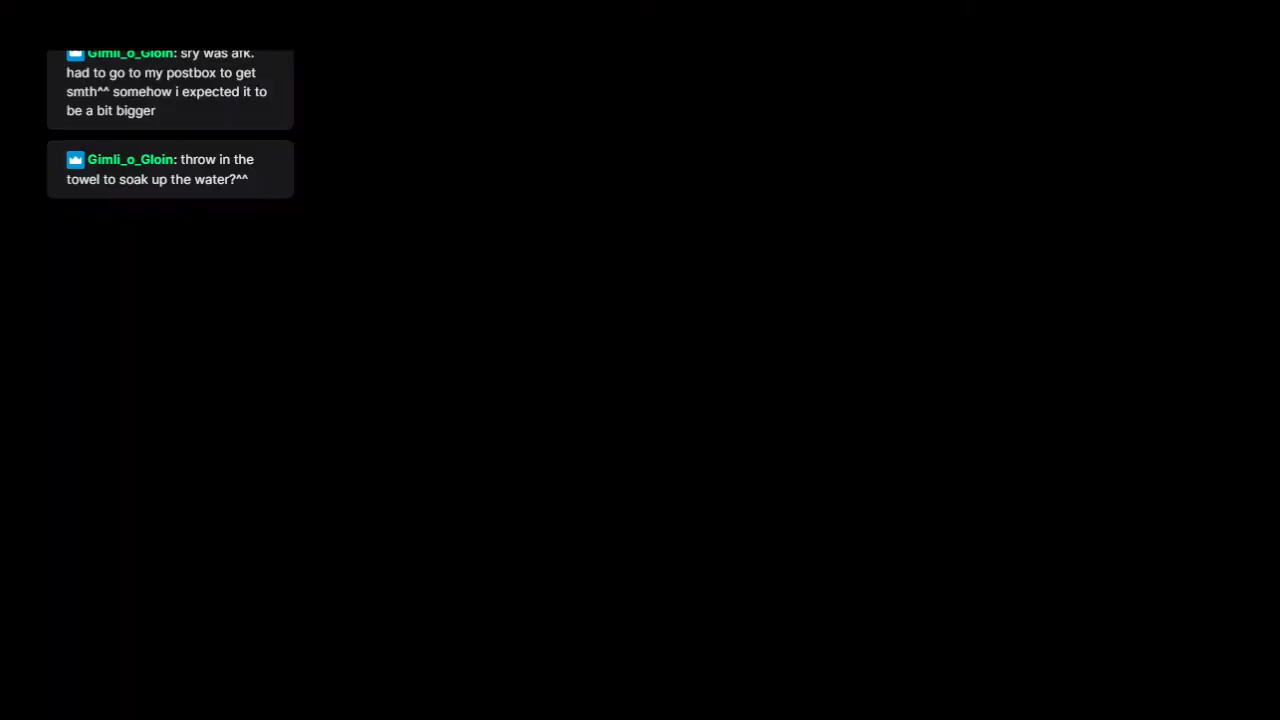 Gimli_o_Gloin: sry was afk.
had to go to my postbox to get
smth^^ somehow i expected it to
be a bit bigger
Gimli_o_Gloin: throw in the
towel to soak up the water?^^